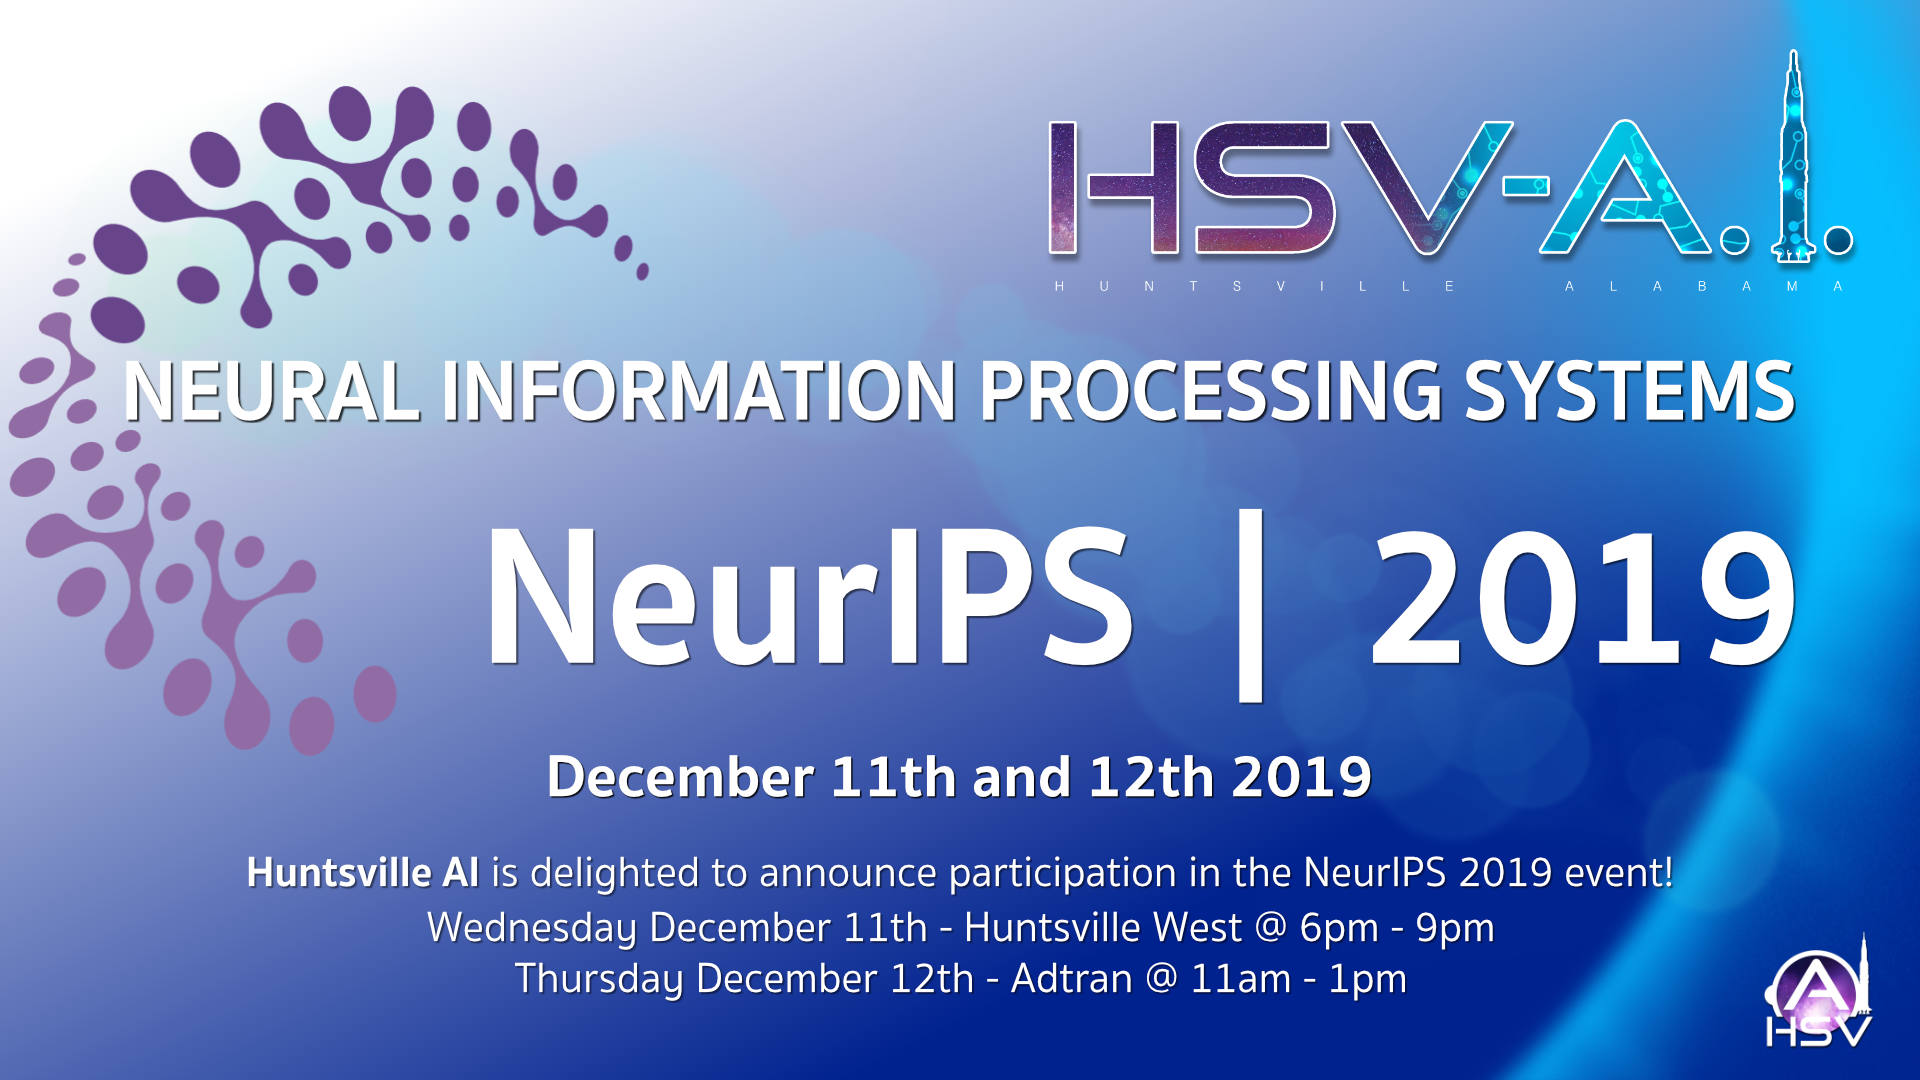 HSV-A.I.
HUNTSVILLE ALABAMA
NEURAL INFORMATION PROCESSING SYSTEMS
NeurIPS | 2019
December 11th and 12th 2019
Huntsville AI is delighted to announce participation in the NeurIPS 2019 event!
Wednesday December 11th - Huntsville West @ 6pm - 9pm
Thursday December 12th - Adtran @ 11am - 1pm
AI
HSV